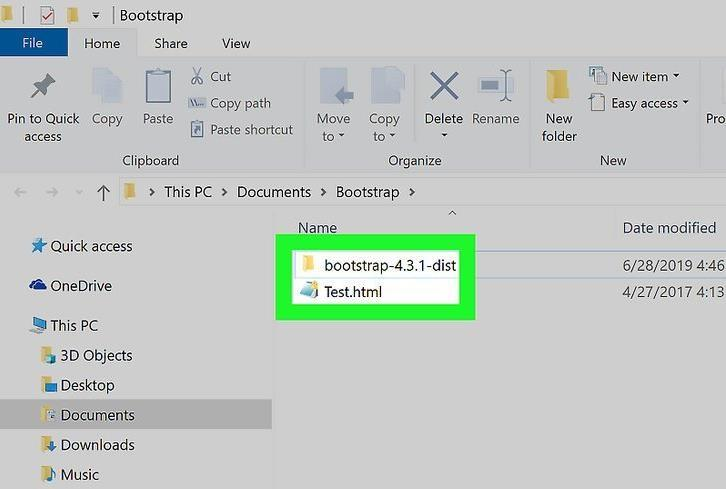 Bootstrap
File Home Share View
Pin to Quick access
Copy
Paste
Cut
Copy path
Paste shortcut
Clipboard
Move to
Copy to
Delete
Rename
Organize
New folder
New item
Easy access
New
This PC Documents Bootstrap
Name Date modified
Quick access
OneDrive
This PC
3D Objects
Desktop
Documents
Downloads
Music
bootstrap-4.3.1-dist 6/28/2019 4:46
Test.html 4/27/2017 4:13